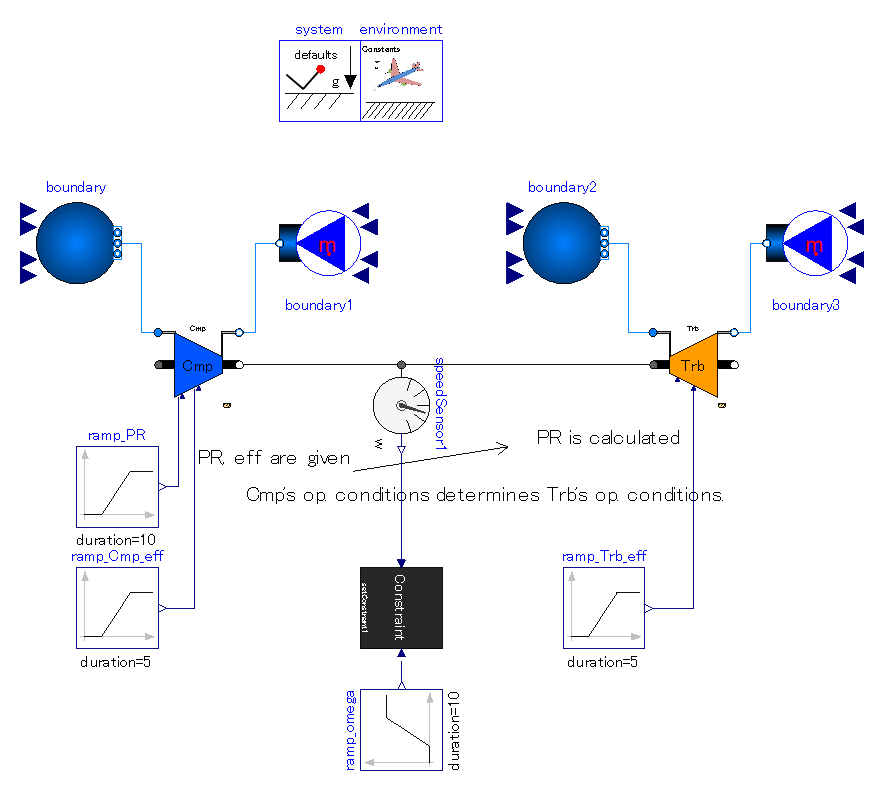 system environment
defaults
g
Constants
boundary
boundary2
ṁ
ṁ
boundary1
boundary3
Cmp
Trb
Cmp
Trb
speedSensor1
w
ramp_PR
PR, eff are given
PR is calculated
Cmp's op. conditions determines Trb's op. conditions.
duration=10
ramp_Cmp_eff
ramp_Trb_eff
Constraint
setConstraint1
duration=5
duration=5
ramp_omega
duration=10